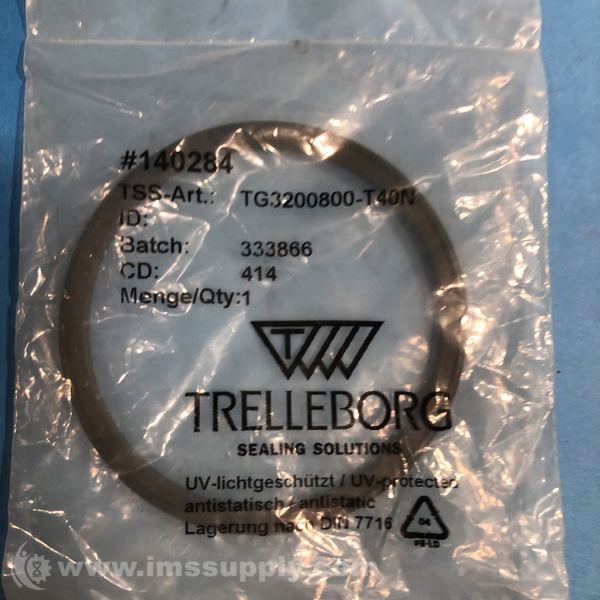 #140284
TSS-Art.: TG3200800-T40N
ID:
Batch: 333866
CD: 414
Menge/Qty:1
T
TRELLEBORG
SEALING SOLUTIONS
UV-lichtgeschützt / UV-protected
antistatisch / antistatic
Lagerung nach DIN 7716
04
PE-LD
www.imssupply.com